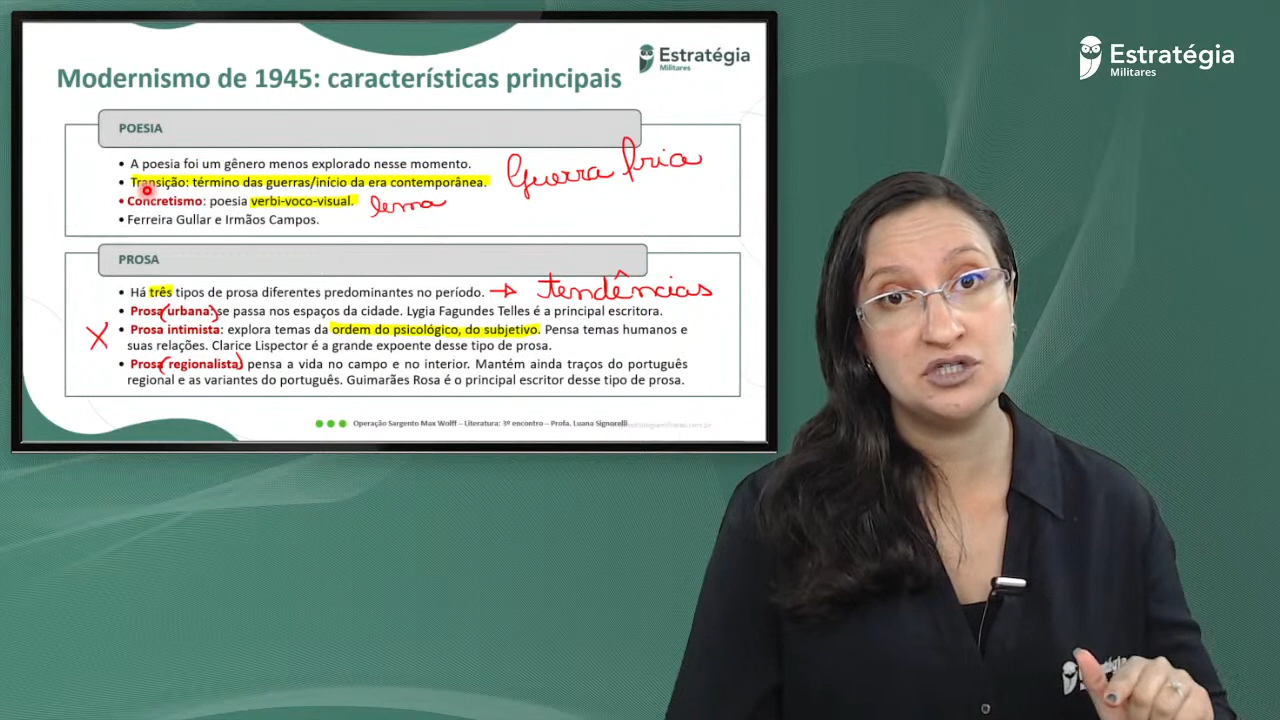 Estratégia
Militares
Modernismo de 1945: características principais
Estratégia
Militares
POESIA
• A poesia foi um gênero menos explorado nesse momento.
• Transição: término das guerras/início da era contemporânea.
Guerra fria
• Concretismo: poesia verbi-voco-visual.
lema
• Ferreira Gullar e Irmãos Campos.
PROSA
• Há três tipos de prosa diferentes predominantes no período. → tendências
• Prosa (urbana) se passa nos espaços da cidade. Lygia Fagundes Telles é a principal escritora.
X • Prosa intimista: explora temas da ordem do psicológico, do subjetivo. Pensa temas humanos e
suas relações. Clarice Lispector é a grande expoente desse tipo de prosa.
• Prosa (regionalista) pensa a vida no campo e no interior. Mantém ainda traços do português
regional e as variantes do português. Guimarães Rosa é o principal escritor desse tipo de prosa.
Operação Sargento Max Wolff – Literatura: 3º encontro – Profa. Luana Signorelli
Estratégia